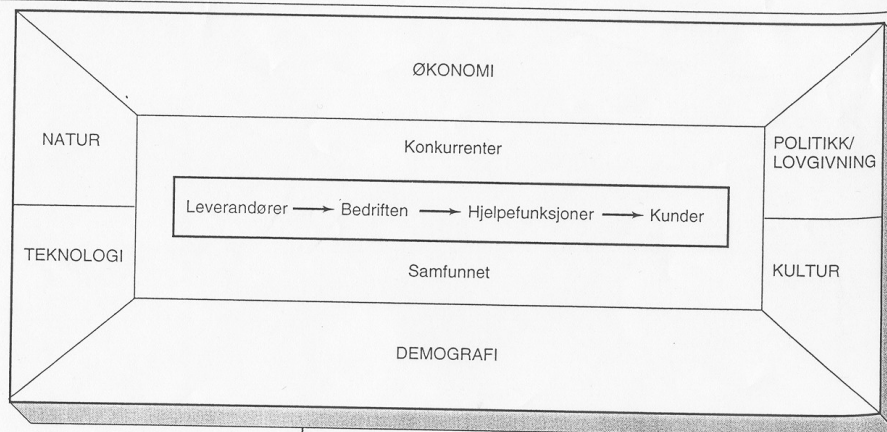 ØKONOMI
NATUR
Konkurrenter
POLITIKK/
LOVGIVNING
Leverandører → Bedriften → Hjelpefunksjoner → Kunder
TEKNOLOGI
Samfunnet
KULTUR
DEMOGRAFI